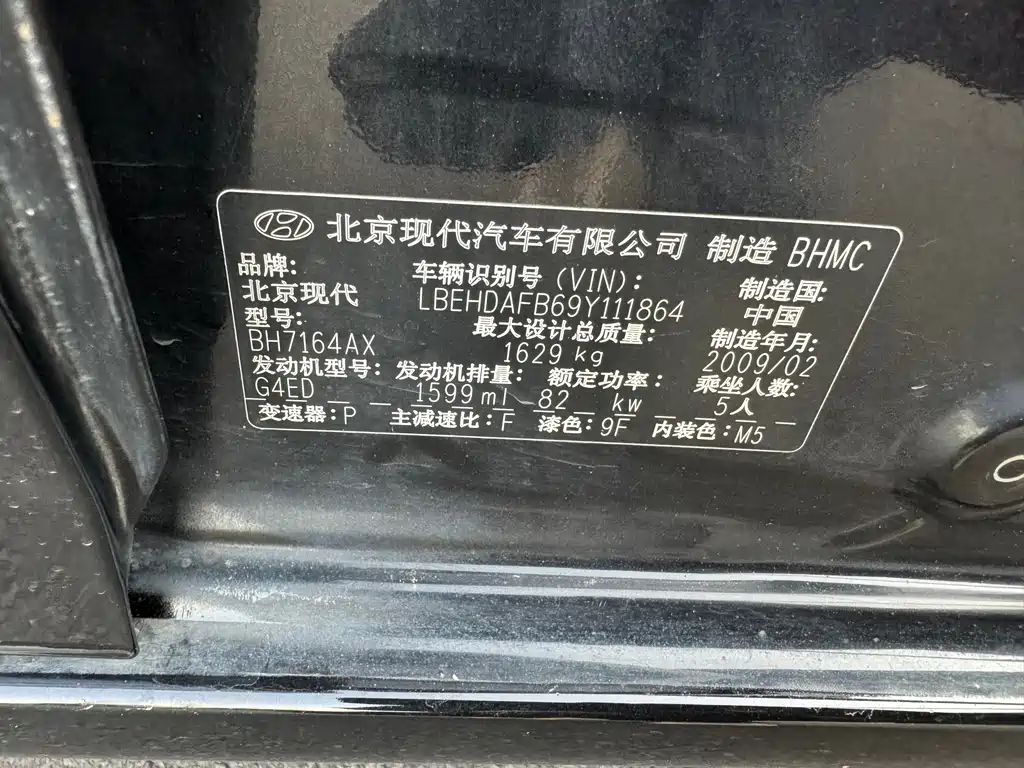 北京现代汽车有限公司 制造 BHMC
品牌: 车辆识别号 (VIN): 制造国:
北京现代 LBEHDAFB69Y111864 中国
型号: 最大设计总质量: 制造年月:
BH7164AX 1629 kg 2009/02
发动机型号: 发动机排量: 额定功率: 乘坐人数:
G4ED 1599 ml 82 kw 5人
变速器: P 主减速比: F 漆色: 9F 内装色: M5